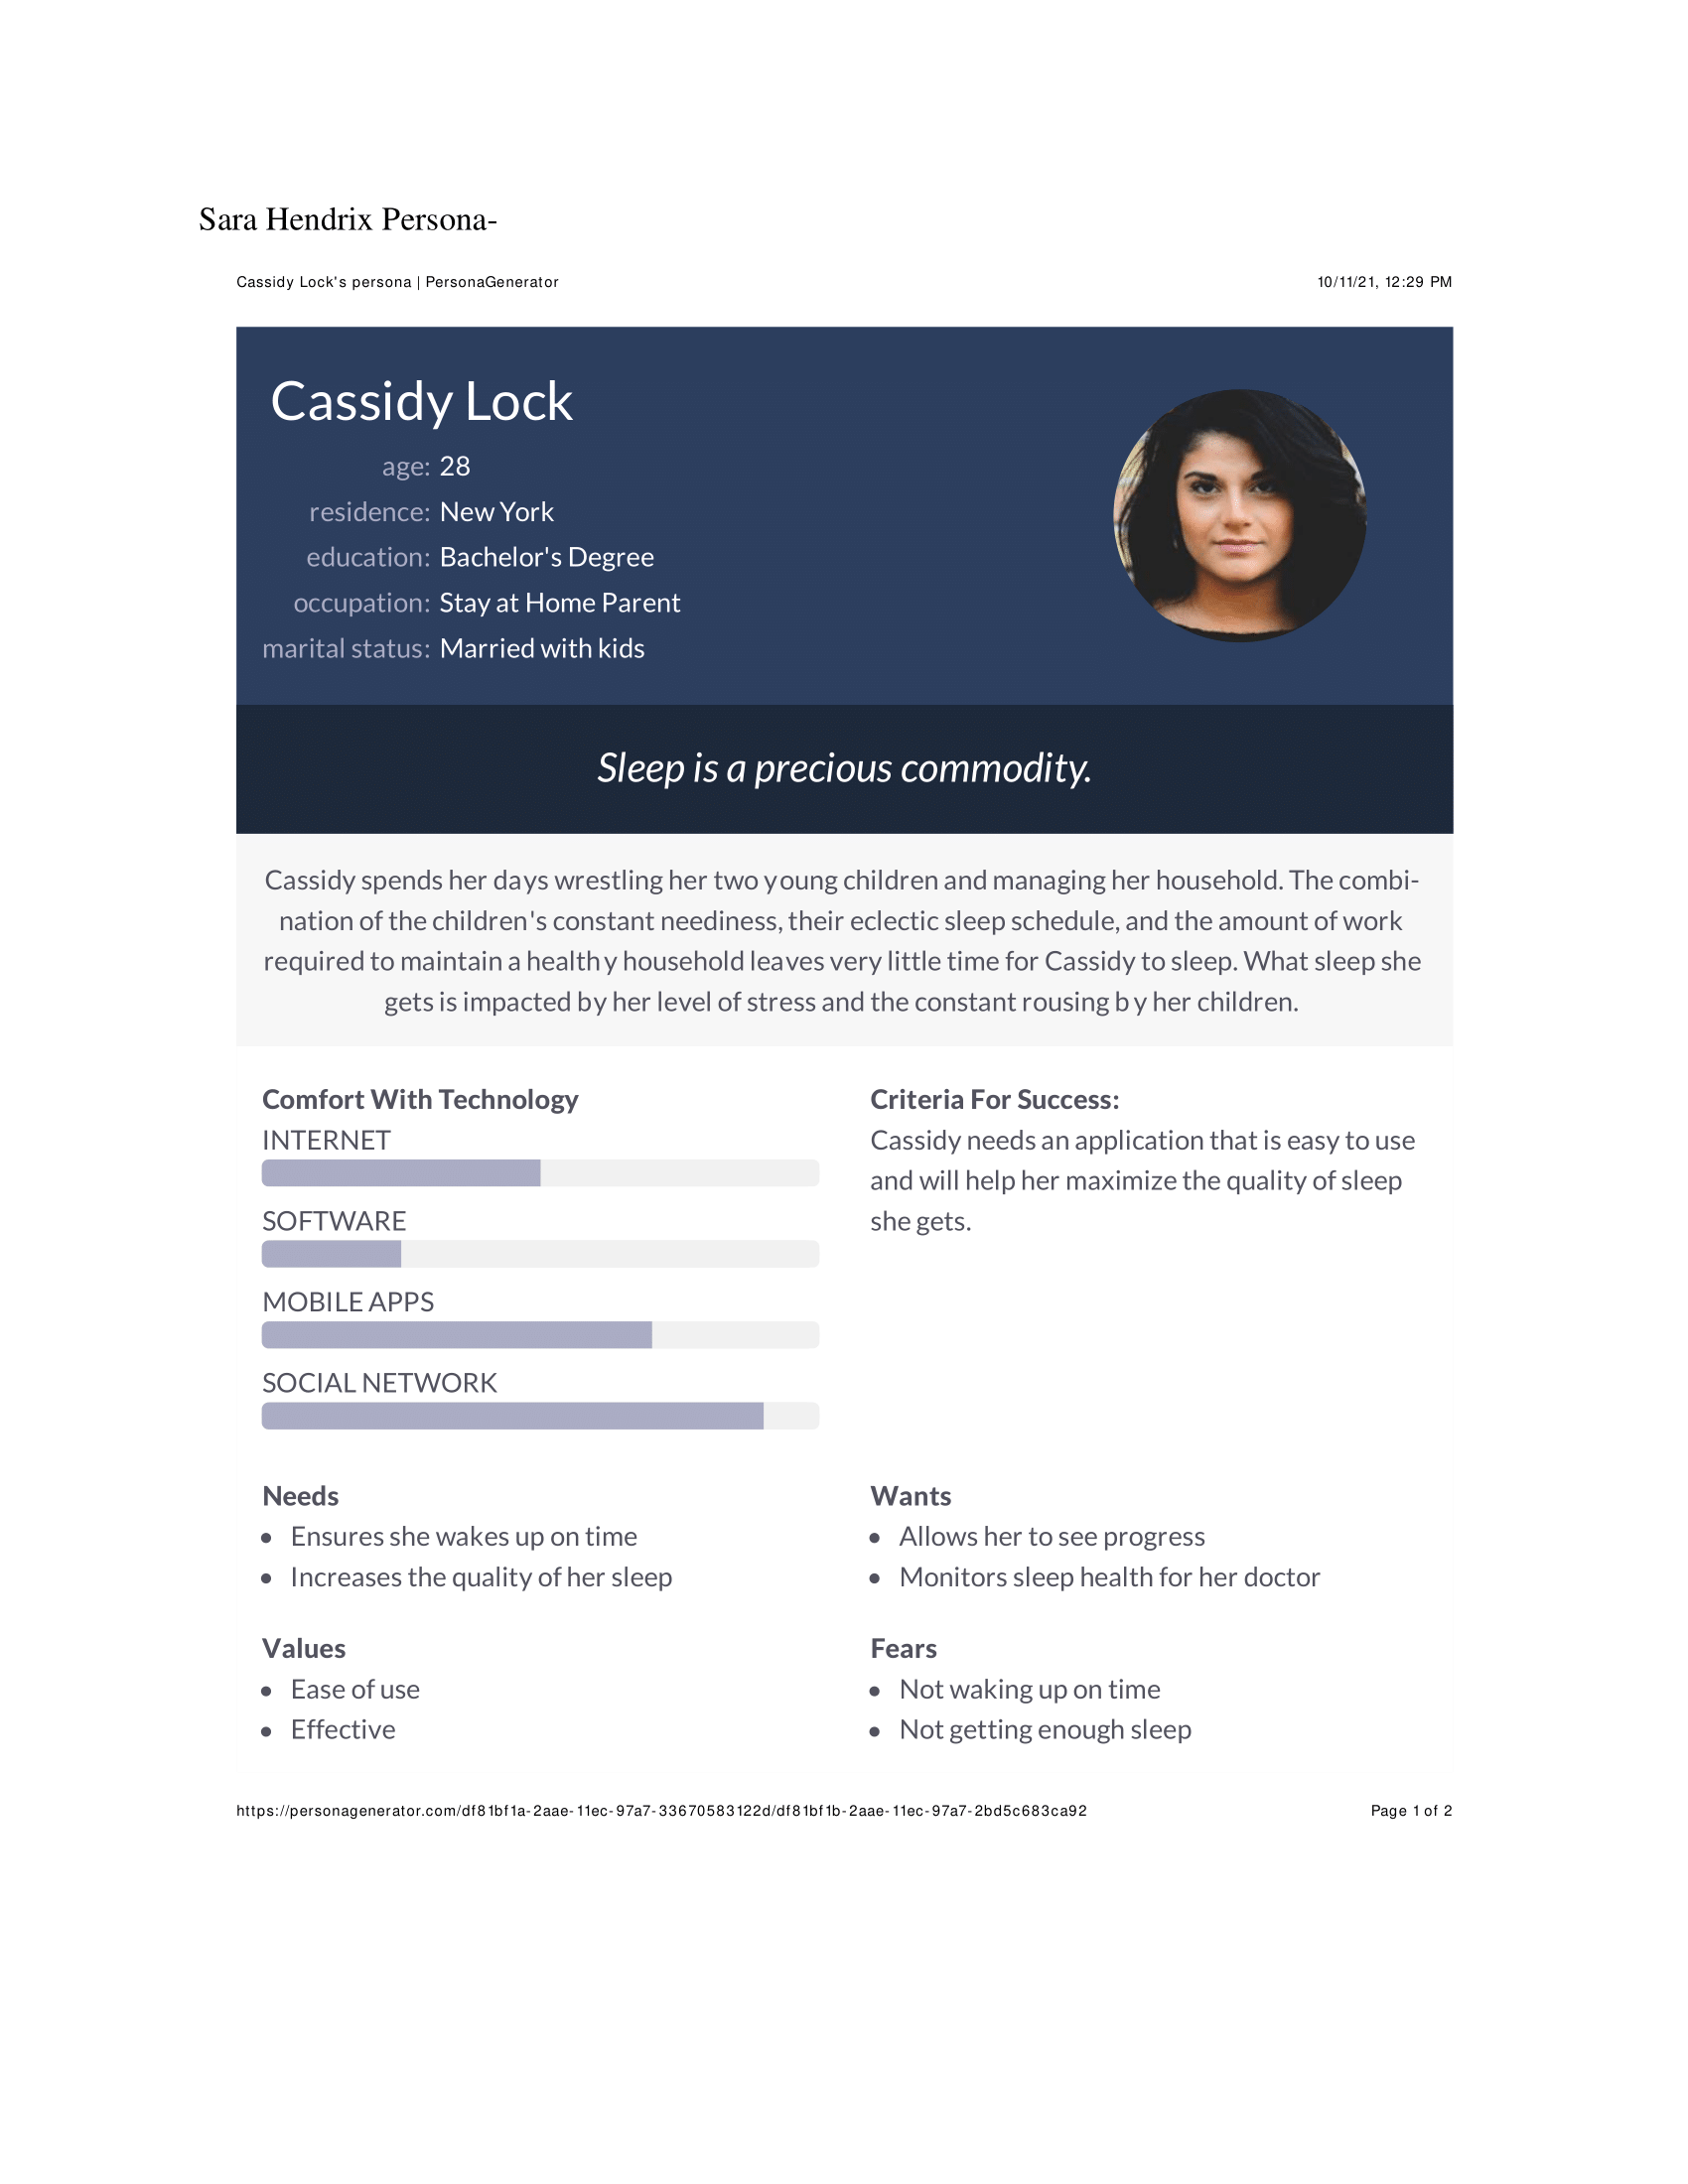 Sara Hendrix Persona-
Cassidy Lock's persona | PersonaGenerator 10/11/21, 12:29 PM
Cassidy Lock
age: 28
residence: New York
education: Bachelor's Degree
occupation: Stay at Home Parent
marital status: Married with kids
Sleep is a precious commodity.
Cassidy spends her days wrestling her two young children and managing her household. The combi-
nation of the children's constant neediness, their eclectic sleep schedule, and the amount of work
required to maintain a healthy household leaves very little time for Cassidy to sleep. What sleep she
gets is impacted by her level of stress and the constant rousing by her children.
Comfort With Technology
INTERNET
SOFTWARE
MOBILE APPS
SOCIAL NETWORK
Criteria For Success:
Cassidy needs an application that is easy to use
and will help her maximize the quality of sleep
she gets.
Needs
• Ensures she wakes up on time
• Increases the quality of her sleep
Wants
• Allows her to see progress
• Monitors sleep health for her doctor
Values
• Ease of use
• Effective
Fears
• Not waking up on time
• Not getting enough sleep
https://personagenerator.com/df81bf1a-2aae-11ec-97a7-33670583122d/df81bf1b-2aae-11ec-97a7-2bd5c683ca92 Page 1 of 2